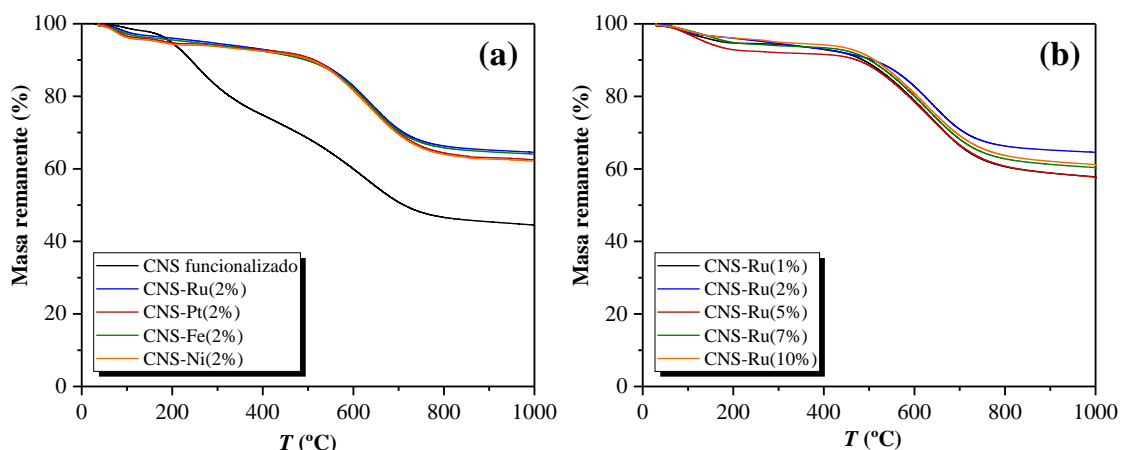 (a)
Masa remanente (%)
100
80
60
40
20
0
CNS funcionalizado
CNS-Ru(2%)
CNS-Pt(2%)
CNS-Fe(2%)
CNS-Ni(2%)
0 200 400 600 800 1000
T (ºC)
(b)
Masa remanente (%)
100
80
60
40
20
0
CNS-Ru(1%)
CNS-Ru(2%)
CNS-Ru(5%)
CNS-Ru(7%)
CNS-Ru(10%)
0 200 400 600 800 1000
T (ºC)